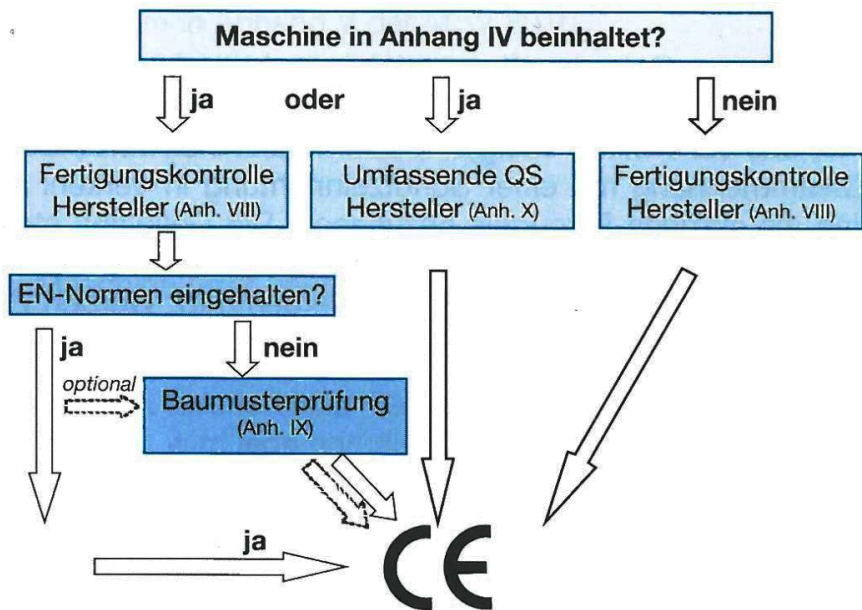 Maschine in Anhang IV beinhaltet?
ja
oder
ja
nein
Fertigungskontrolle
Hersteller (Anh. VIII)
Umfassende QS
Hersteller (Anh. X)
Fertigungskontrolle
Hersteller (Anh. VIII)
EN-Normen eingehalten?
ja
nein
optional
Baumusterprüfung
(Anh. IX)
ja
CE